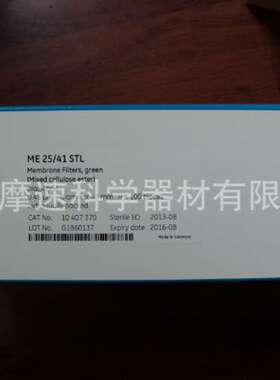 ME 25/41 STL
Membrane Filters, green
(Mixed cellulose ester)
摩速科学器材有限
CAT No. 10 407 370 Sterile EO 2013-08
LOT No. G1860137 Expiry date 2016-08
Made in Germany